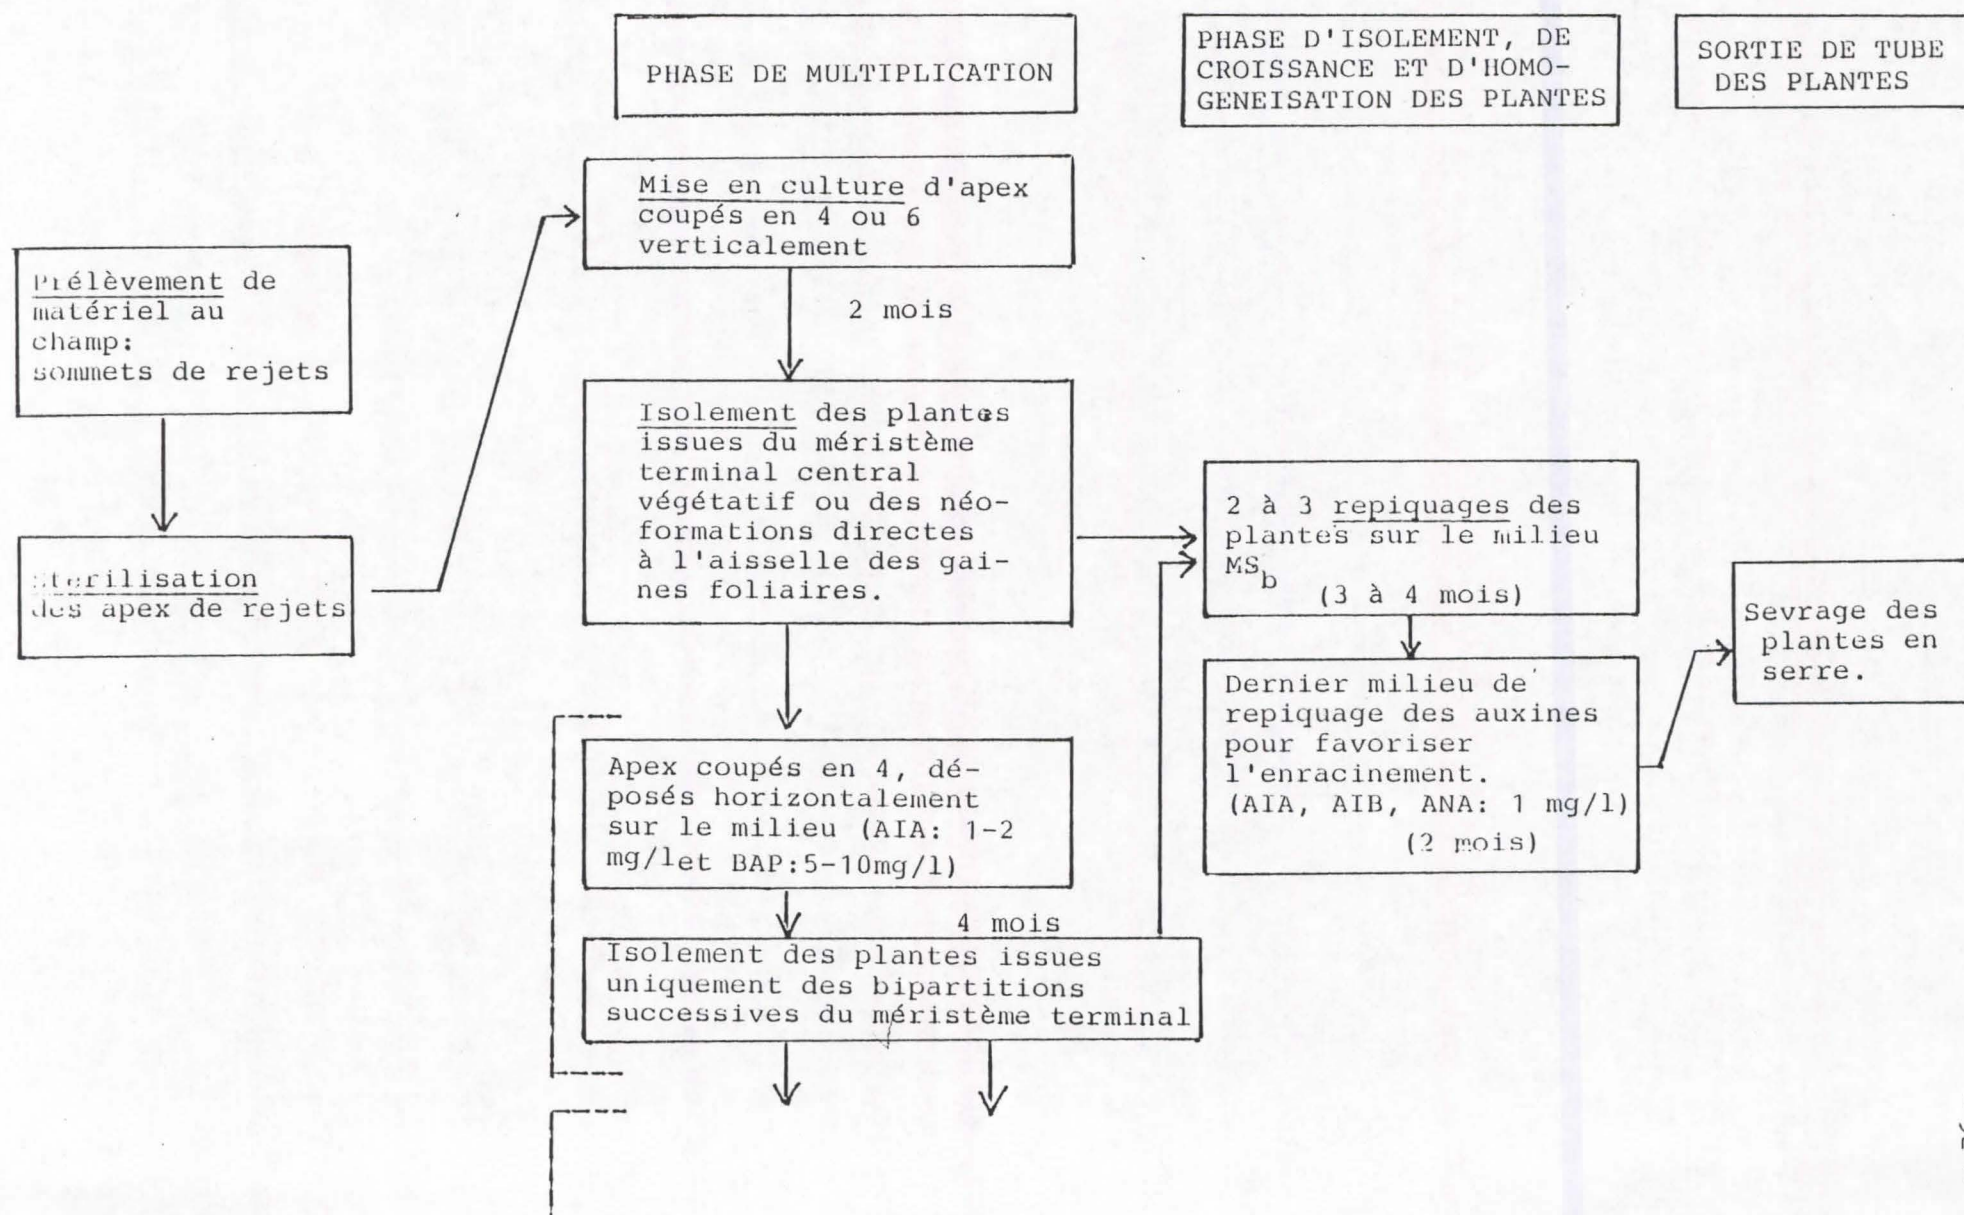 PHASE DE MULTIPLICATION
PHASE D'ISOLEMENT, DE
CROISSANCE ET D'HOMO-
GENEISATION DES PLANTES
SORTIE DE TUBE
DES PLANTES
Prélèvement de
matériel au
champ:
sommets de rejets
Sterilisation
des apex de rejets
Mise en culture d'apex
coupés en 4 ou 6
verticalement
2 mois
Isolement des plantes
issues du méristème
terminal central
végétatif ou des néo-
formations directes
à l'aisselle des gai-
nes foliaires.
Apex coupés en 4, dé-
posés horizontalement
sur le milieu (AIA: 1-2
mg/let BAP:5-10mg/l)
4 mois
Isolement des plantes issues
uniquement des bipartitions
successives du méristème terminal
2 à 3 repiquages des
plantes sur le milieu
MSb
(3 à 4 mois)
Dernier milieu de
repiquage des auxines
pour favoriser
l'enracinement.
(AIA, AIB, ANA: 1 mg/l)
(2 mois)
Sevrage des
plantes en
serre.